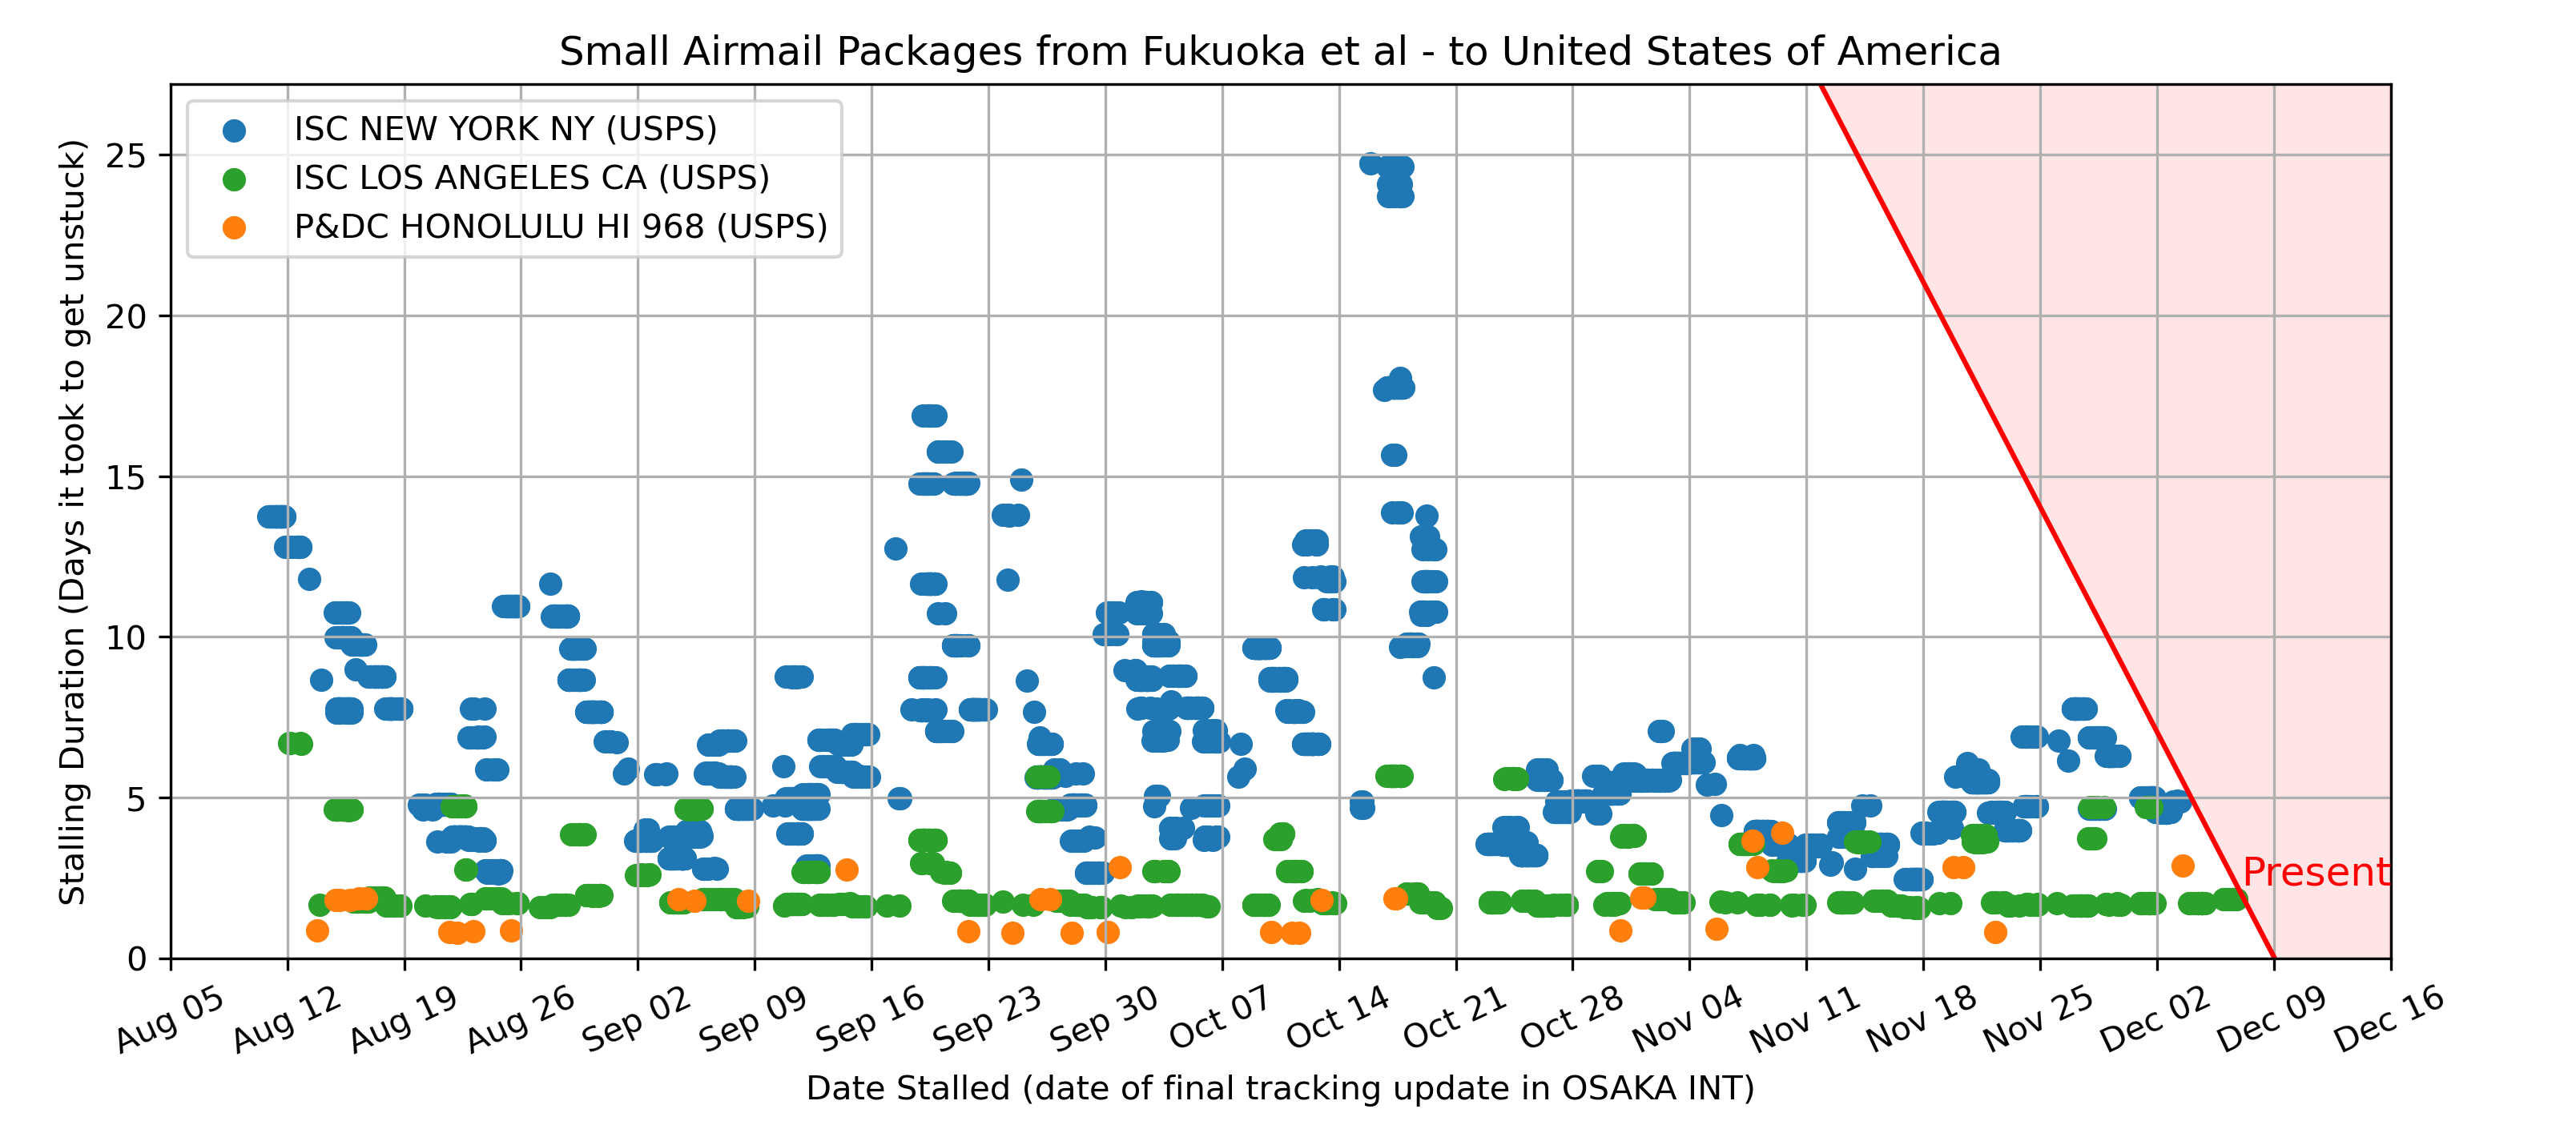 Small Airmail Packages from Fukuoka et al - to United States of America
ISC NEW YORK NY (USPS)
ISC LOS ANGELES CA (USPS)
P&DC HONOLULU HI 968 (USPS)
Stalling Duration (Days it took to get unstuck)
25
20
15
10
5
0
Present
Aug 05
Aug 12
Aug 19
Aug 26
Sep 02
Sep 09
Sep 16
Sep 23
Sep 30
Oct 07
Oct 14
Oct 21
Oct 28
Nov 04
Nov 11
Nov 18
Nov 25
Dec 02
Dec 09
Dec 16
Date Stalled (date of final tracking update in OSAKA INT)